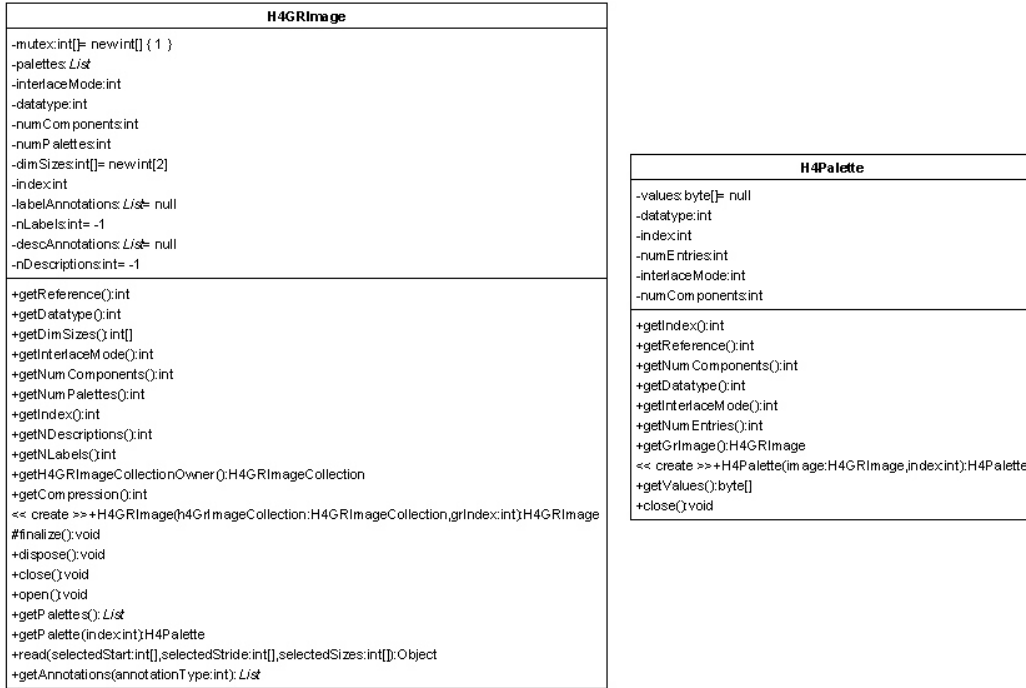 H4GRImage
-mutex:int[]= new int[] { 1 }
-palettes: List
-interlaceMode:int
-datatype:int
-numComponents:int
-numPalettes:int
-dimSizes:int[]= new int[2]
-index:int
-labelAnnotations: List= null
-nLabels:int= -1
-descAnnotations: List= null
-nDescriptions:int= -1
+getReference():int
+getDatatype():int
+getDimSizes():int[]
+getInterlaceMode():int
+getNumComponents():int
+getNumPalettes():int
+getIndex():int
+getNDescriptions():int
+getNLabels():int
+getH4GRImageCollectionOwner():H4GRImageCollection
+getCompression():int
<< create >>+H4GRImage(h4GrImageCollection:H4GRImageCollection,grIndex:int):H4GRImage
#finalize():void
+dispose():void
+close():void
+open():void
+getPalettes(): List
+getPalette(index:int):H4Palette
+read(selectedStart:int[],selectedStride:int[],selectedSizes:int[]):Object
+getAnnotations(annotationType:int): List
H4Palette
-values:byte[]= null
-datatype:int
-index:int
-numEntries:int
-interlaceMode:int
-numComponents:int
+getIndex():int
+getReference():int
+getNumComponents():int
+getDatatype():int
+getInterlaceMode():int
+getNumEntries():int
+getGrImage():H4GRImage
<< create >>+H4Palette(image:H4GRImage,index:int):H4Palette
+getValues():byte[]
+close():void